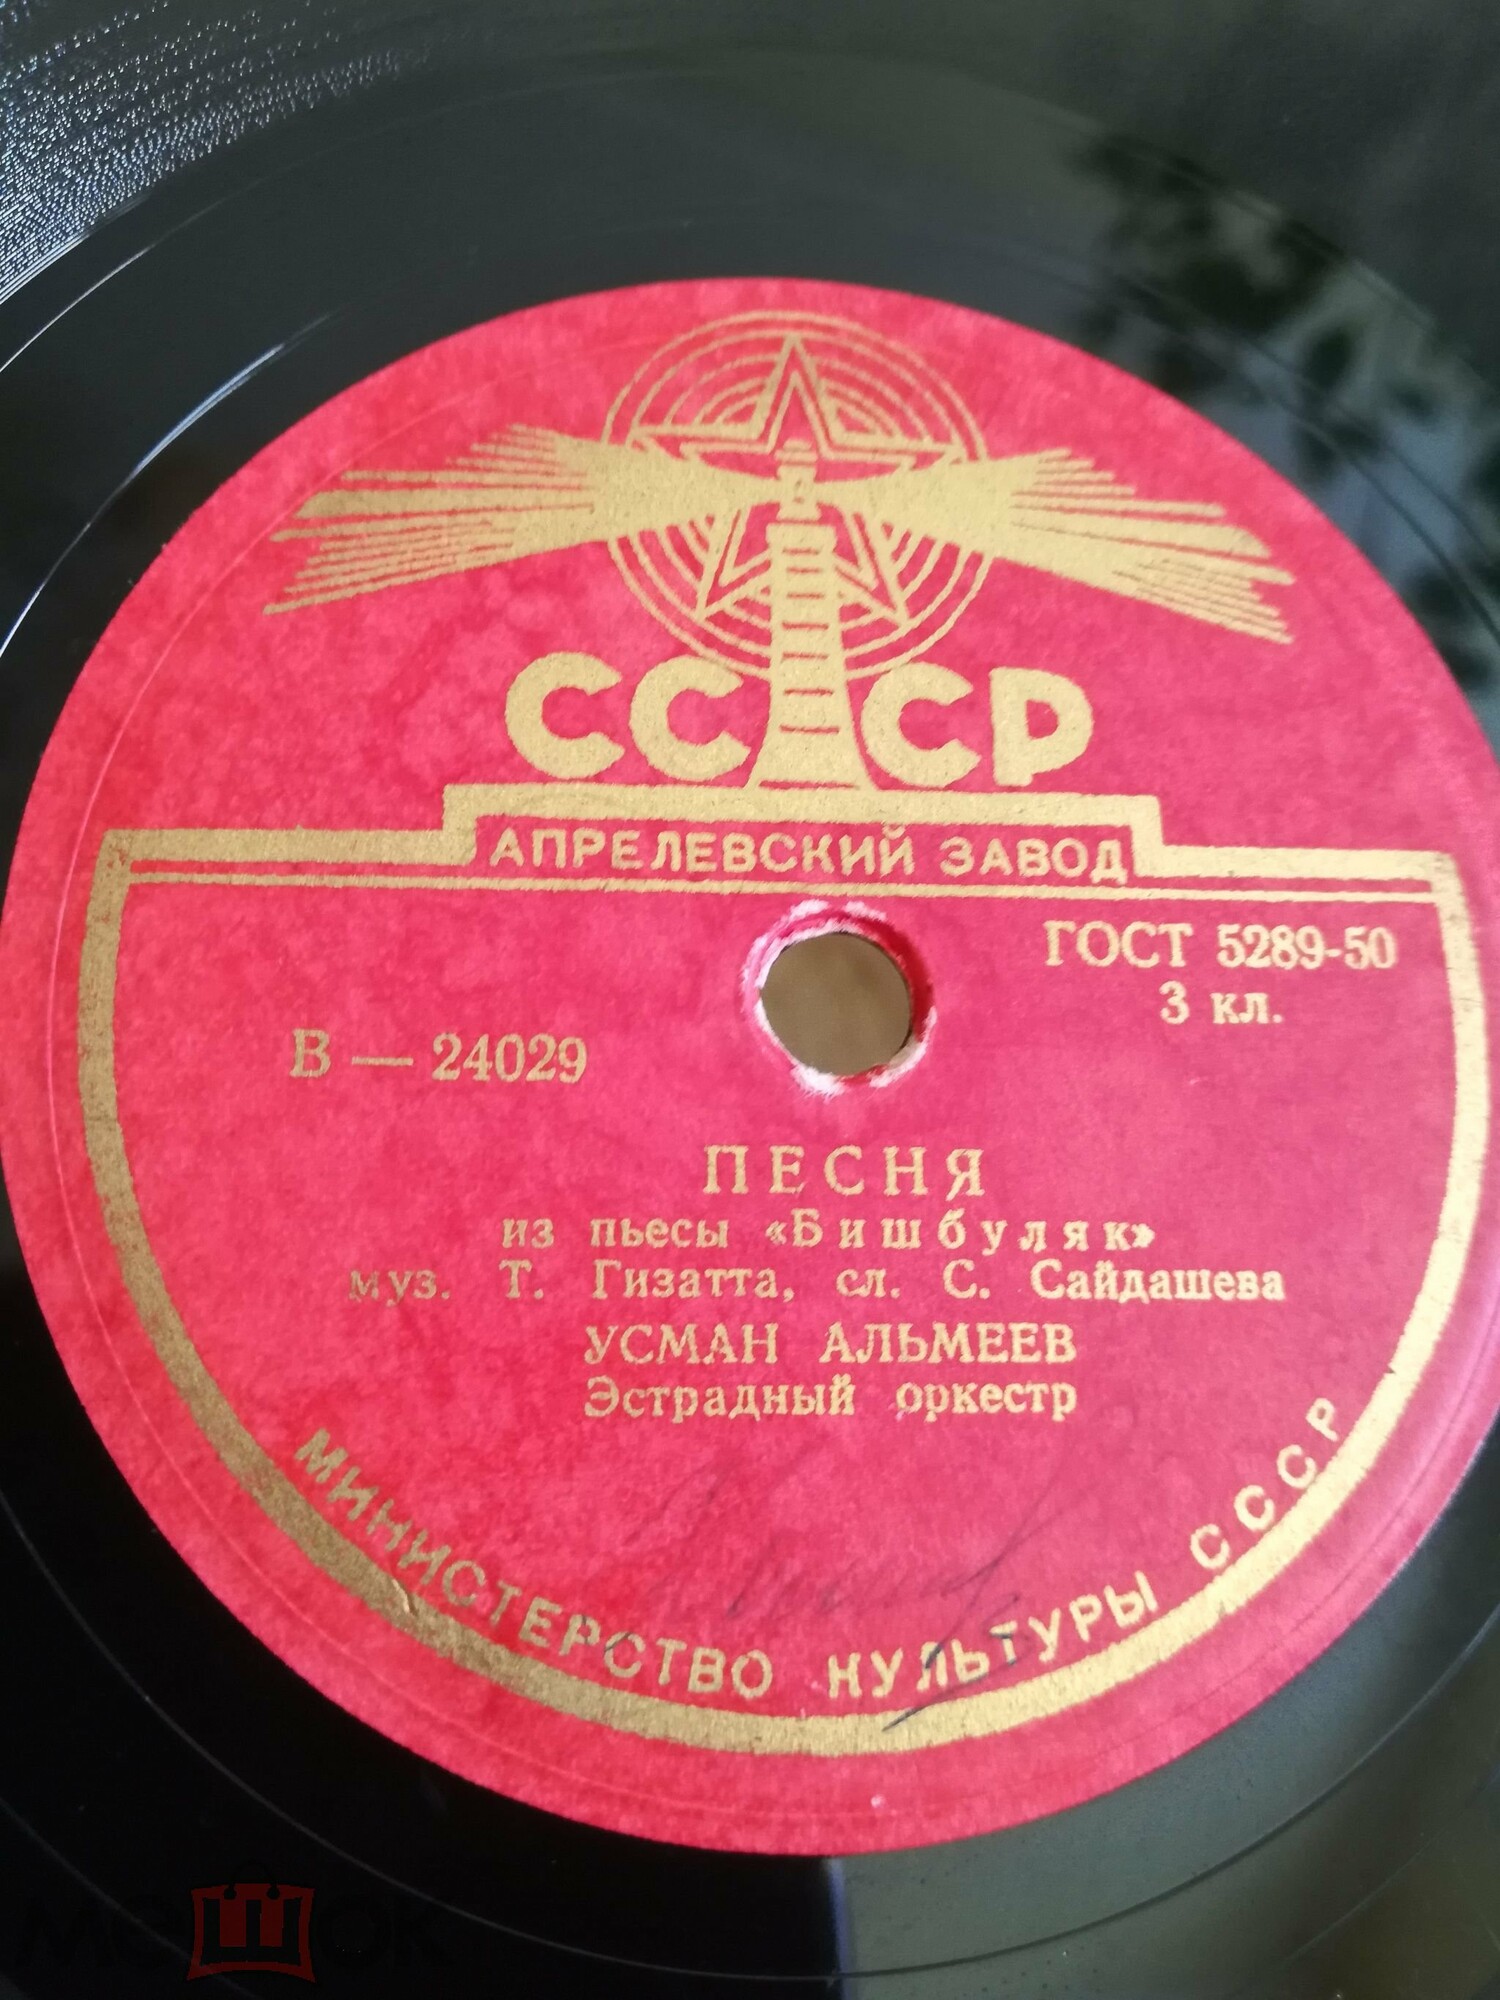 СССР
АПРЕЛЕВСКИЙ ЗАВОД
ГОСТ 5289-50
3 кл.
В — 24029
ПЕСНЯ
из пьесы «Бишбуляк»
муз. Т. Гизатта, сл. С. Сайдашева
УСМАН АЛЬМЕЕВ
Эстрадный оркестр
МИНИСТЕРСТВО КУЛЬТУРЫ СССР
мешок